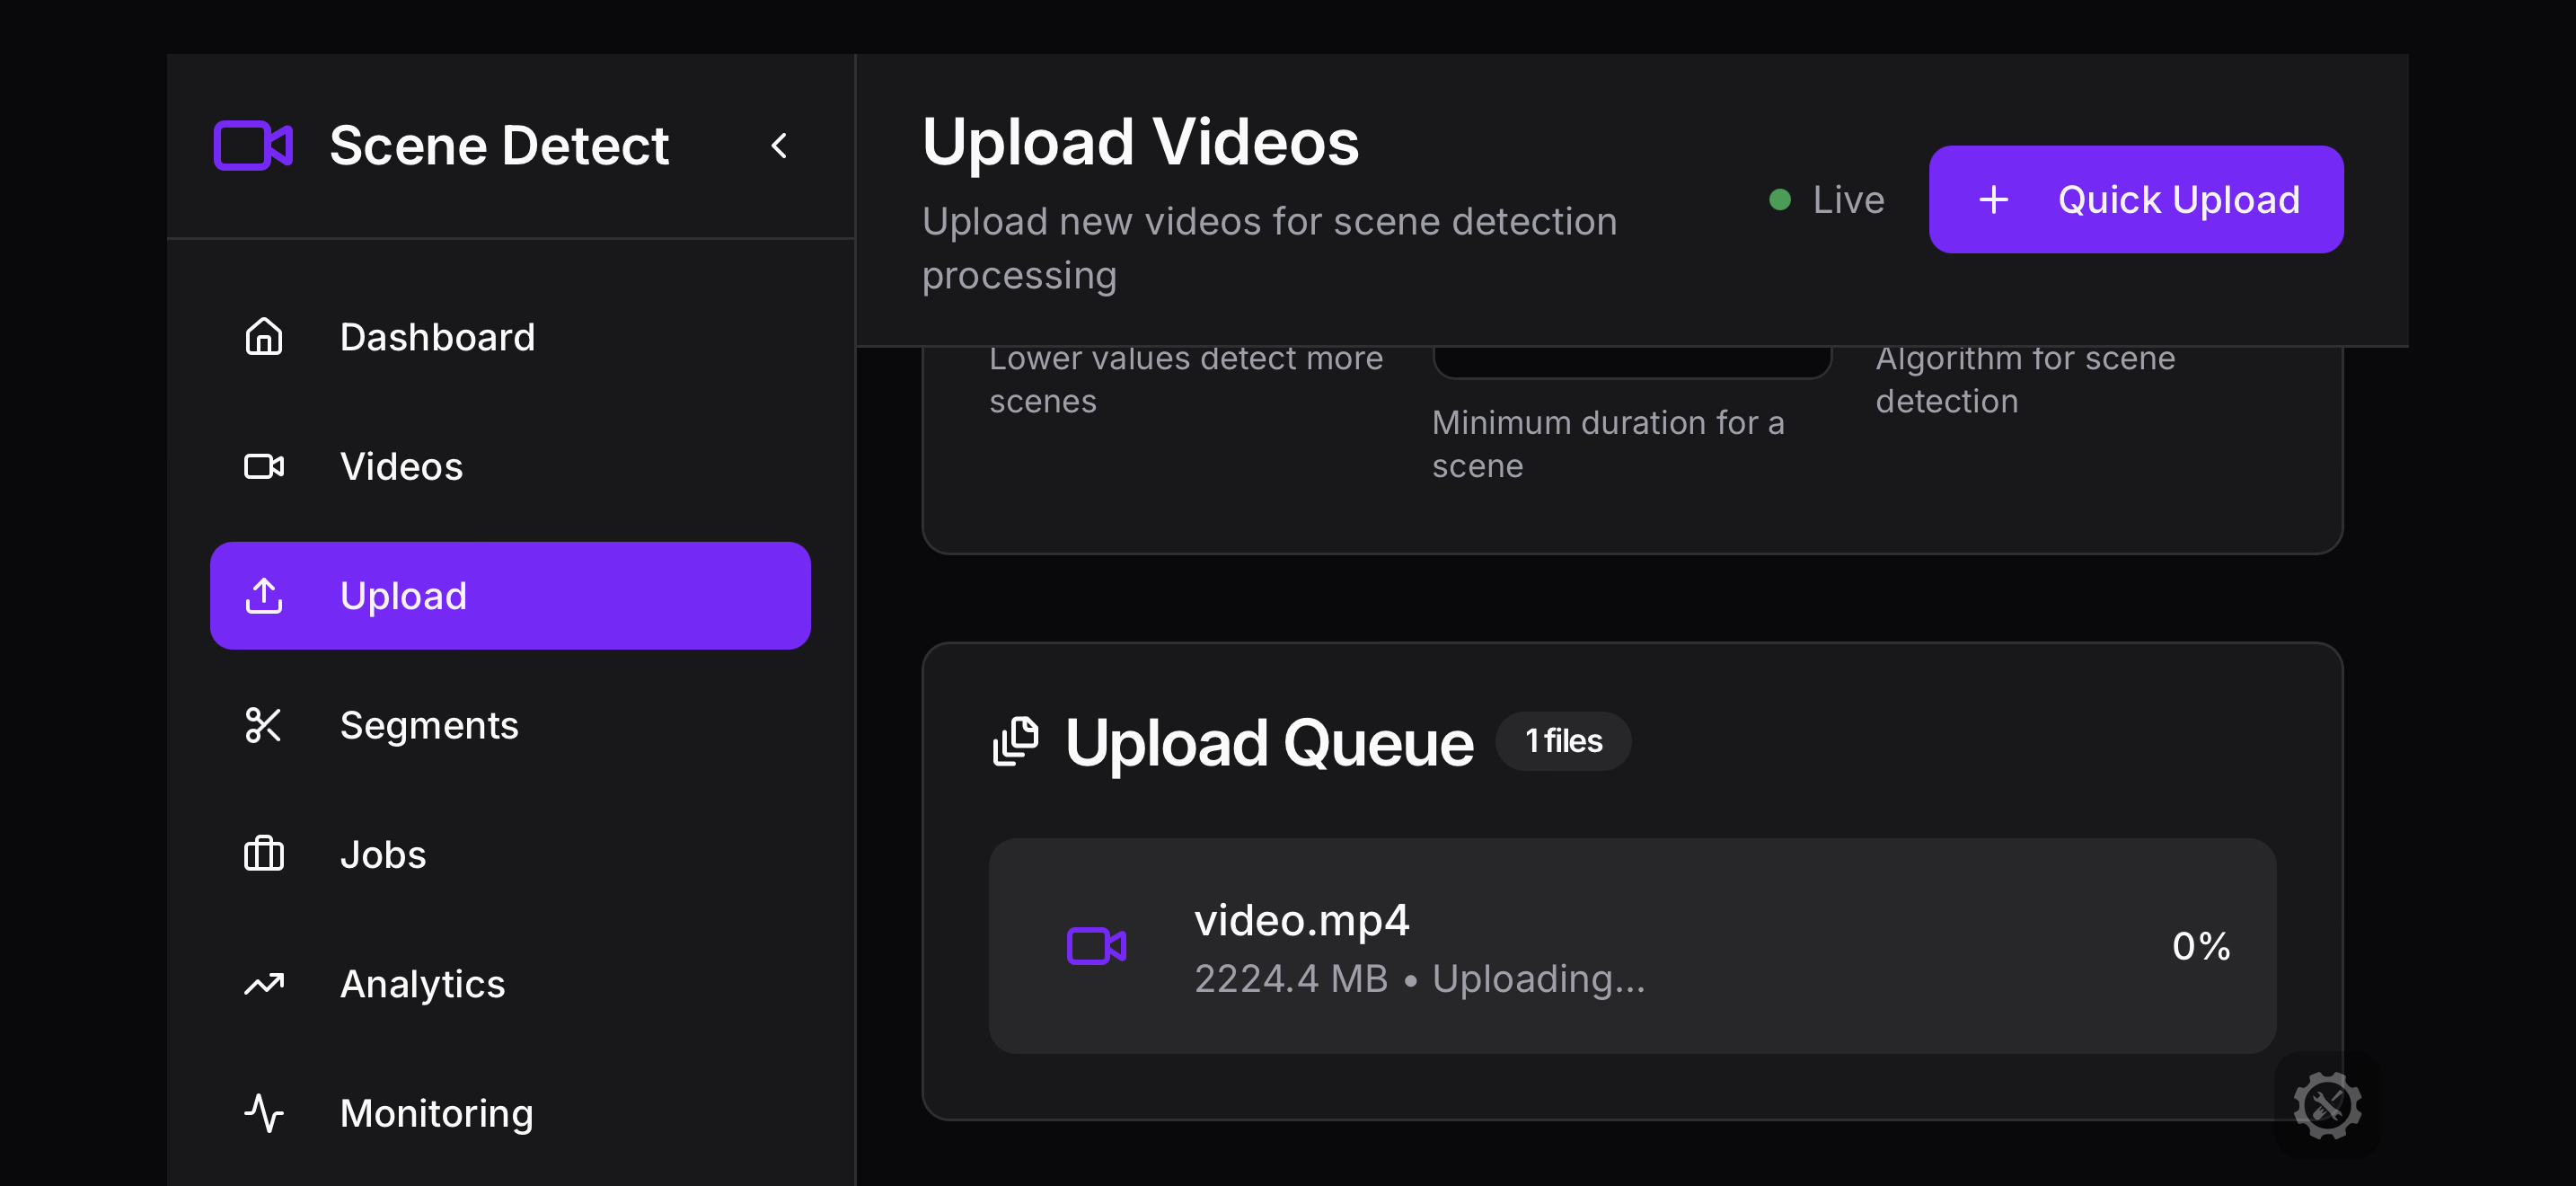 Scene Detect
Dashboard
Videos
Upload
Segments
Jobs
Analytics
Monitoring
Upload Videos
Upload new videos for scene detection
processing
Live
Quick Upload
Lower values detect more
scenes
Minimum duration for a
scene
Algorithm for scene
detection
Upload Queue
1 files
video.mp4
2224.4 MB • Uploading...
0%